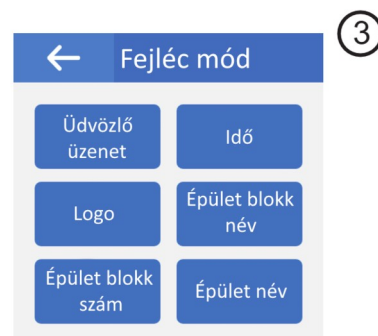 3
← Fejléc mód
Üdvözlő
üzenet
Idő
Logo
Épület blokk
név
Épület blokk
szám
Épület név